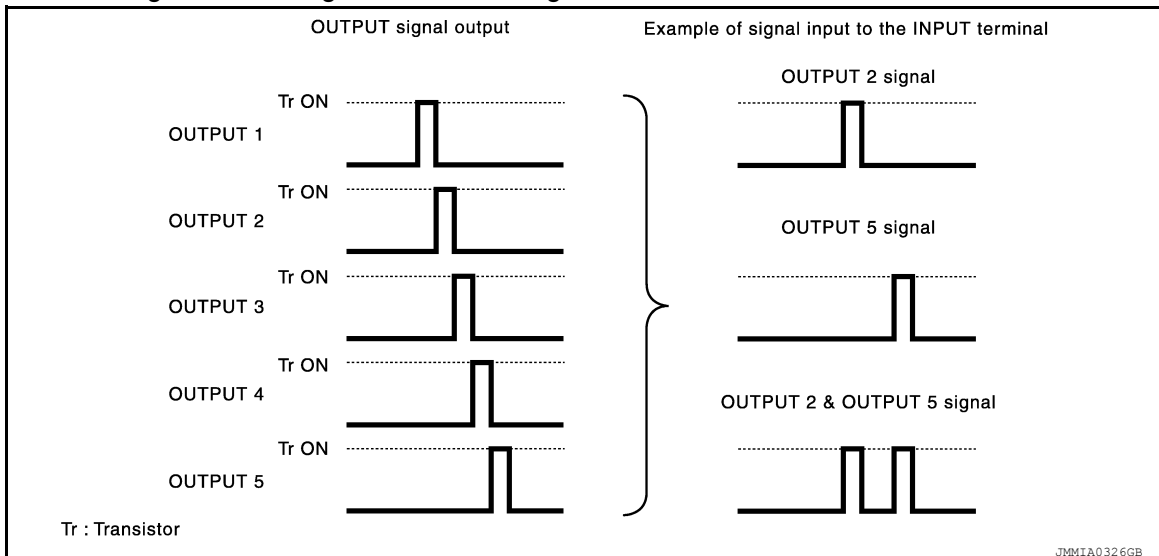 OUTPUT signal output
Example of signal input to the INPUT terminal
Tr ON
OUTPUT 1
Tr ON
OUTPUT 2
Tr ON
OUTPUT 3
Tr ON
OUTPUT 4
Tr ON
OUTPUT 5
OUTPUT 2 signal
OUTPUT 5 signal
OUTPUT 2 & OUTPUT 5 signal
Tr : Transistor
JMMIA0326GB